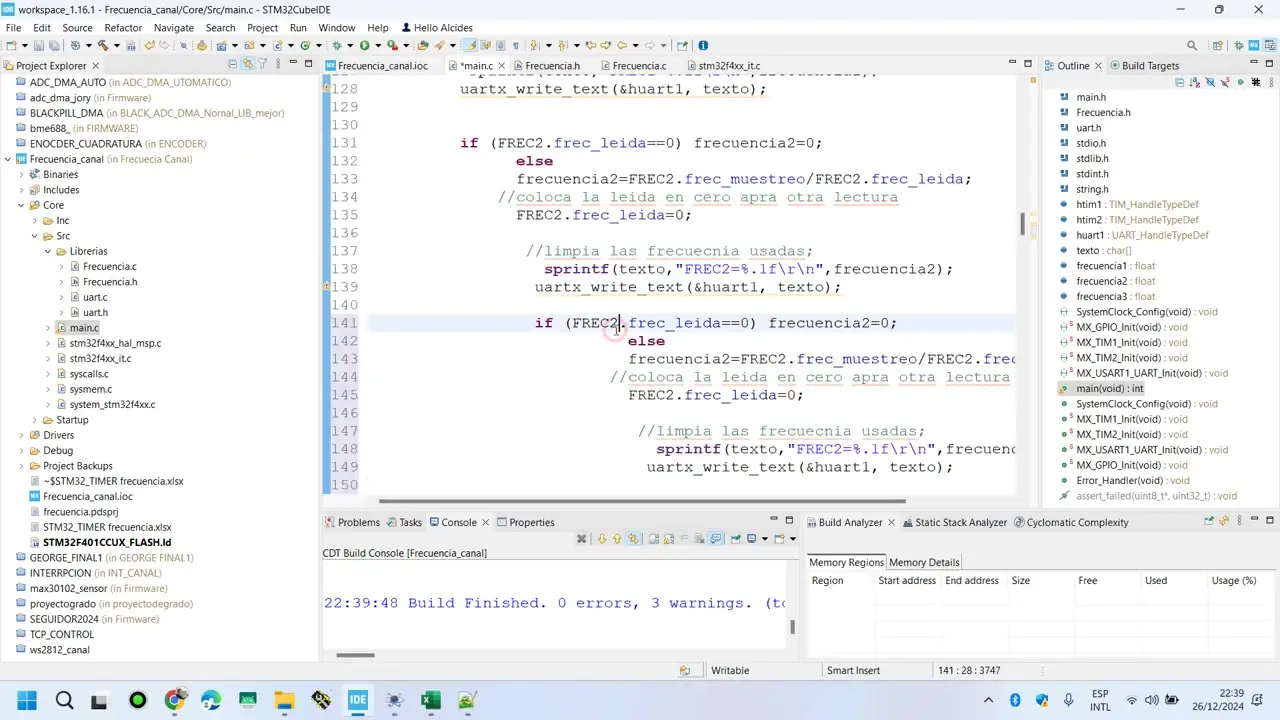 workspace_1.16.1 - Frecuencia_canal/Core/Src/main.c - STM32CubeIDE
File Edit Source Refactor Navigate Search Project Run Window Help Hello Alcides
Project Explorer
ADC_DMA_AUTO (in ADC_DMA_UTOMATICO)
adc_dma_jory (in Firmware)
BLACKPILL_DMA (in BLACK_ADC_DMA_Nornal_LIB_mejor)
bme688_ (in FIRMWARE)
ENOCDER_CUADRATURA (in ENCODER)
Frecuencia_canal (in Frecuecia Canal)
Binaries
Includes
Core
Inc
Src
Librerias
Frecuencia.c
Frecuencia.h
uart.c
uart.h
main.c
stm32f4xx_hal_msp.c
stm32f4xx_it.c
syscalls.c
sysmem.c
system_stm32f4xx.c
Startup
Drivers
Debug
Project Backups
~$STM32_TIMER frecuencia.xlsx
Frecuencia_canal.ioc
frecuencia.pdsprj
STM32_TIMER frecuencia.xlsx
STM32F401CCUX_FLASH.ld
GEORGE_FINAL1 (in GEORGE FINAL1)
INTERRPCION (in INT_CANAL)
max30102_sensor (in Firmware)
proyectogrado (in proyectodegrado)
SEGUIDOR2024 (in Firmware)
TCP_CONTROL
ws2812_canal
Frecuencia_canal.ioc *main.c Frecuencia.h Frecuencia.c stm32f4xx_it.c
128 uartx_write_text(&huart1, texto);
129
130
131 if (FREC2.frec_leida==0) frecuencia2=0;
132 else
133 frecuencia2=FREC2.frec_muestreo/FREC2.frec_leida;
134 //coloca la leida en cero apra otra lectura
135 FREC2.frec_leida=0;
136
137 //limpia las frecuecnia usadas;
138 sprintf(texto,"FREC2=%.1f\r\n",frecuencia2);
139 uartx_write_text(&huart1, texto);
140
141 if (FREC2.frec_leida==0) frecuencia2=0;
142 else
143 frecuencia2=FREC2.frec_muestreo/FREC2.frec
144 //coloca la leida en cero apra otra lectura
145 FREC2.frec_leida=0;
146
147 //limpia las frecuecnia usadas;
148 sprintf(texto,"FREC2=%.1f\r\n",frecuenc
149 uartx_write_text(&huart1, texto);
150
Outline Build Targets
main.h
Frecuencia.h
uart.h
stdio.h
stdlib.h
stdint.h
string.h
htim1 : TIM_HandleTypeDef
htim2 : TIM_HandleTypeDef
huart1 : UART_HandleTypeDef
texto : char[]
frecuencia1 : float
frecuencia2 : float
frecuencia3 : float
SystemClock_Config(void) : void
MX_GPIO_Init(void) : void
MX_TIM1_Init(void) : void
MX_TIM2_Init(void) : void
MX_USART1_UART_Init(void) : void
main(void) : int
SystemClock_Config(void) : void
MX_TIM1_Init(void) : void
MX_TIM2_Init(void) : void
MX_USART1_UART_Init(void) : void
MX_GPIO_Init(void) : void
Error_Handler(void) : void
assert_failed(uint8_t*, uint32_t) : void
Problems Tasks Console Properties
CDT Build Console [Frecuencia_canal]
22:39:48 Build Finished. 0 errors, 3 warnings. (to
Build Analyzer Static Stack Analyzer Cyclomatic Complexity
Memory Regions Memory Details
Region Start address End address Size Free Used Usage (%)
Writable Smart Insert 141 : 28 : 3747
IDE
ESP
INTL
22:39
26/12/2024